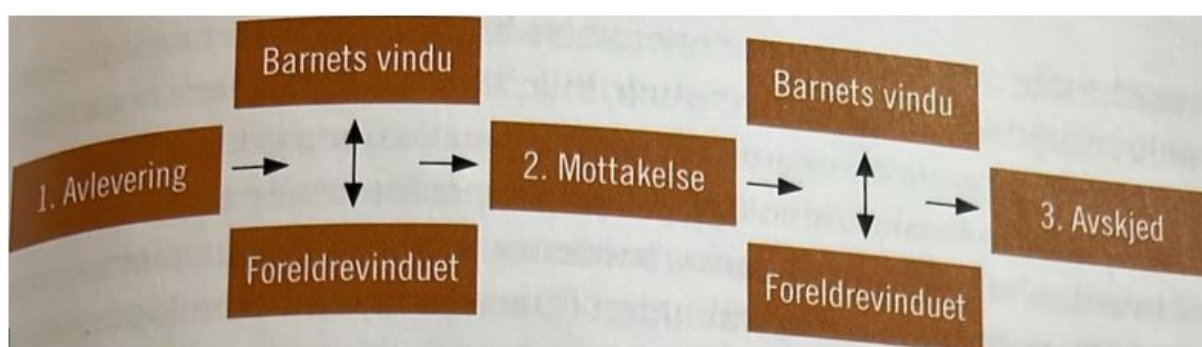 1. Avlevering
Barnets vindu
Foreldrevinduet
2. Mottakelse
Barnets vindu
Foreldrevinduet
3. Avskjed